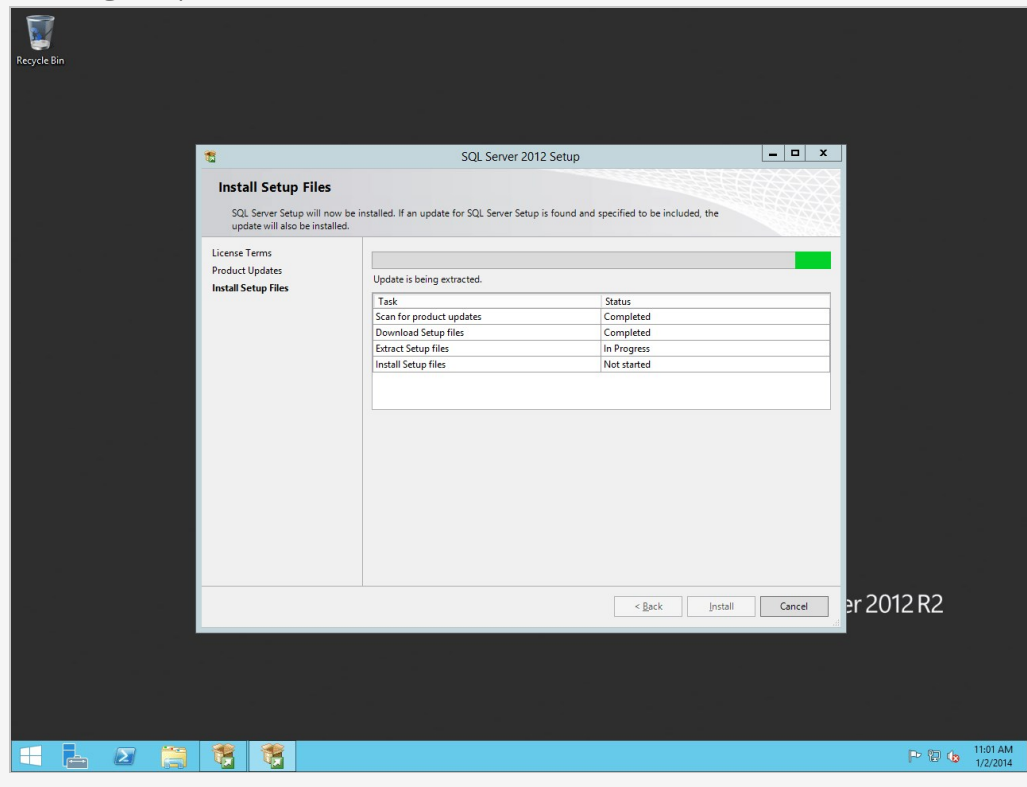 Recycle Bin
SQL Server 2012 Setup
Install Setup Files
SQL Server Setup will now be installed. If an update for SQL Server Setup is found and specified to be included, the
update will also be installed.
License Terms
Product Updates
Install Setup Files
Update is being extracted.
Task Status
Scan for product updates Completed
Download Setup files Completed
Extract Setup files In Progress
Install Setup files Not started
< Back Install Cancel
er 2012 R2
11:01 AM
1/2/2014